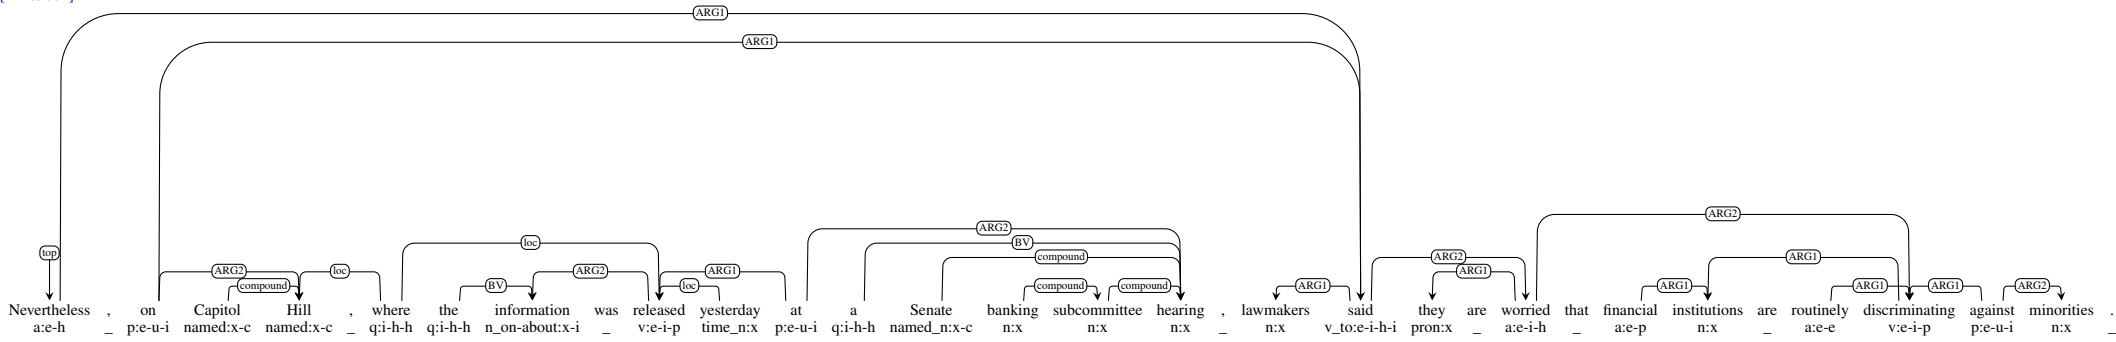 ARG1
ARG1
ARG2
ARG2
loc BV
top compound ARG2 ARG1
ARG2 loc ARG2 ARG1 ARG1
compound BV loc compound compound ARG1 ARG1 ARG1 ARG1 ARG2
Nevertheless , on Capitol Hill , where the information was released yesterday at a Senate banking subcommittee hearing , lawmakers said they are worried that financial institutions are routinely discriminating against minorities .
a:e-h _ p:e-u-i named:x-c named:x-c _ q:i-h-h q:i-h-h n_on-about:x-i _ v:e-i-p time_n:x p:e-u-i q:i-h-h named_n:x-c n:x n:x n:x _ n:x v_to:e-i-h-i pron:x _ a:e-i-h _ a:e-p n:x _ a:e-e v:e-i-p p:e-u-i n:x _